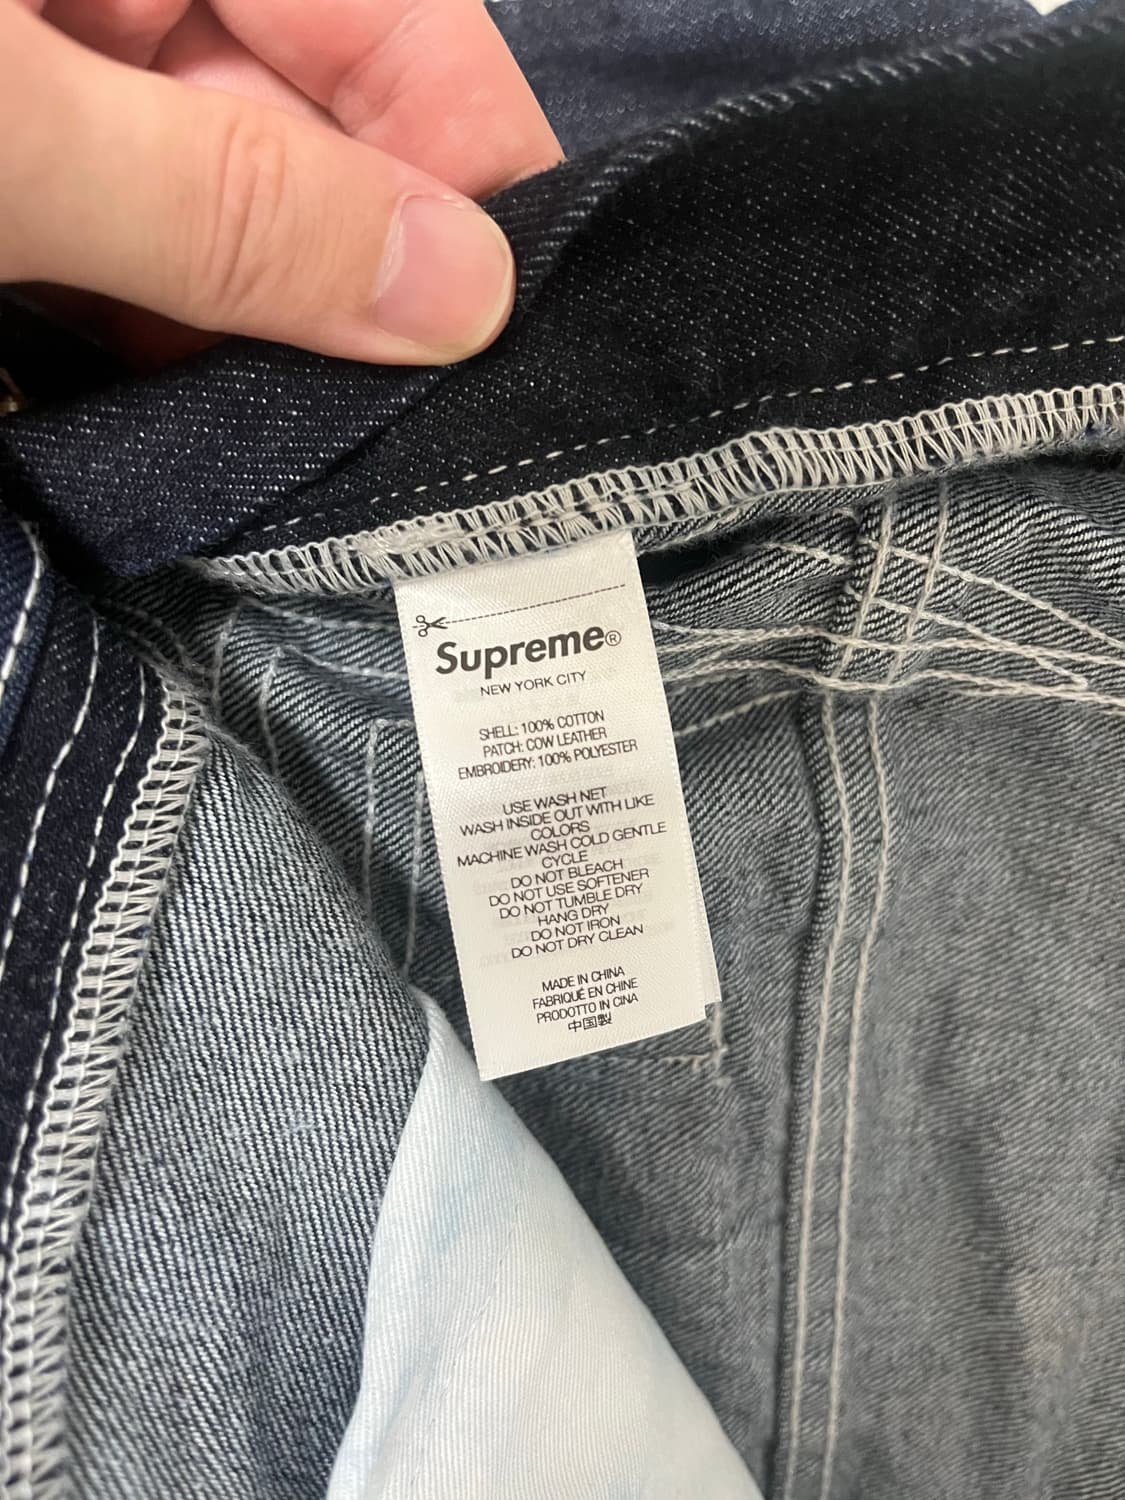 Supreme®
NEW YORK CITY
SHELL: 100% COTTON
PATCH: COW LEATHER
EMBROIDERY: 100% POLYESTER
USE WASH NET
WASH INSIDE OUT WITH LIKE
COLORS
MACHINE WASH COLD GENTLE
CYCLE
DO NOT BLEACH
DO NOT USE SOFTENER
DO NOT TUMBLE DRY
HANG DRY
DO NOT IRON
DO NOT DRY CLEAN
MADE IN CHINA
FABRIQUÉ EN CHINE
PRODOTTO IN CINA
中国製